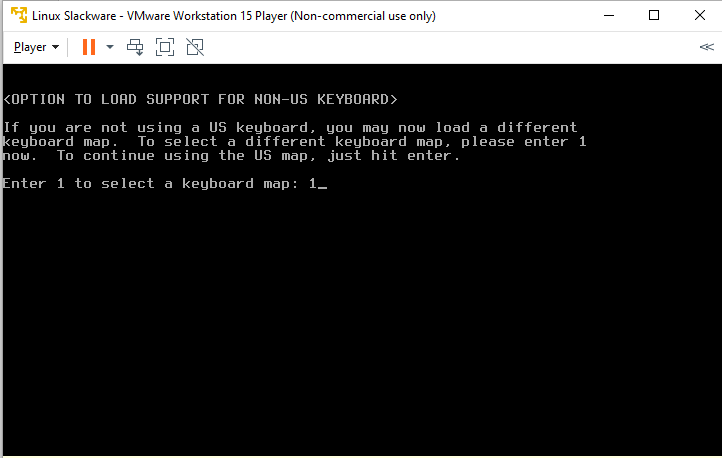 Linux Slackware - VMware Workstation 15 Player (Non-commercial use only)
Player
<OPTION TO LOAD SUPPORT FOR NON-US KEYBOARD>
If you are not using a US keyboard, you may now load a different
keyboard map.  To select a different keyboard map, please enter 1
now.  To continue using the US map, just hit enter.
Enter 1 to select a keyboard map: 1_